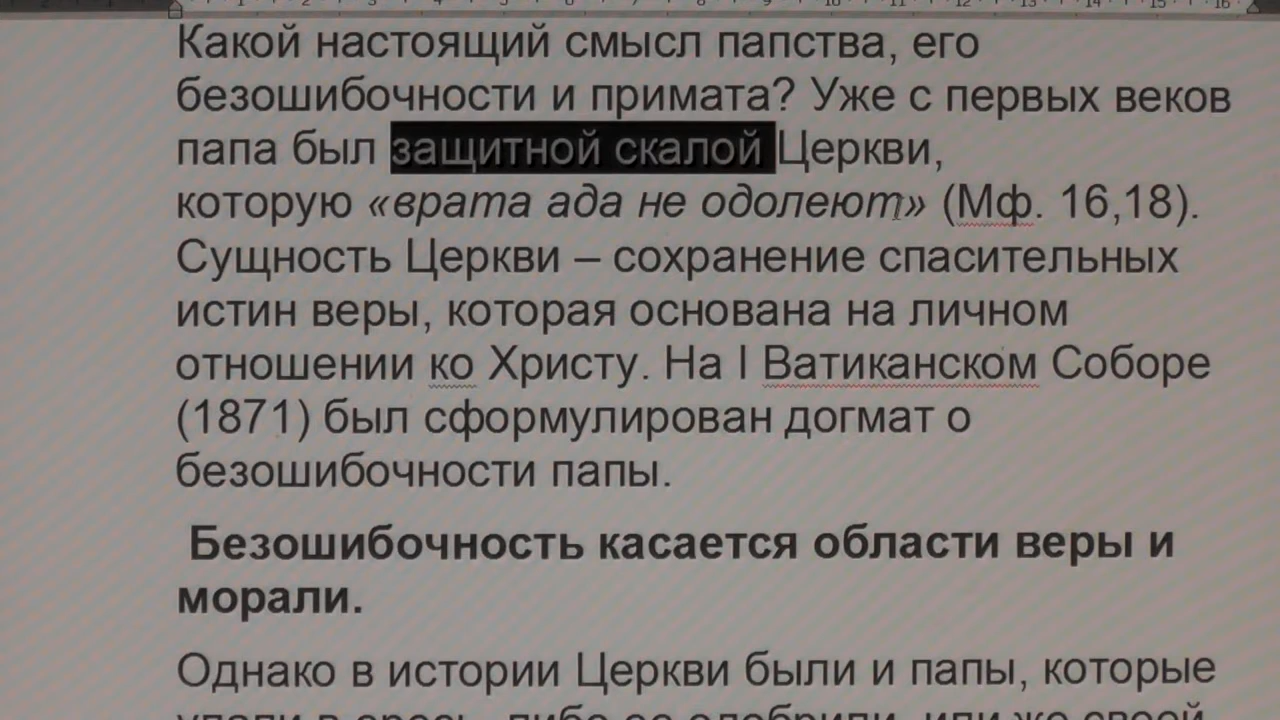 Какой настоящий смысл папства, его
безошибочности и примата? Уже с первых веков
папа был защитной скалой Церкви,
которую «врата ада не одолеют» (Мф. 16,18).
Сущность Церкви – сохранение спасительных
истин веры, которая основана на личном
отношении ко Христу. На I Ватиканском Соборе
(1871) был сформулирован догмат о
безошибочности папы.
Безошибочность касается области веры и
морали.
Однако в истории Церкви были и папы, которые